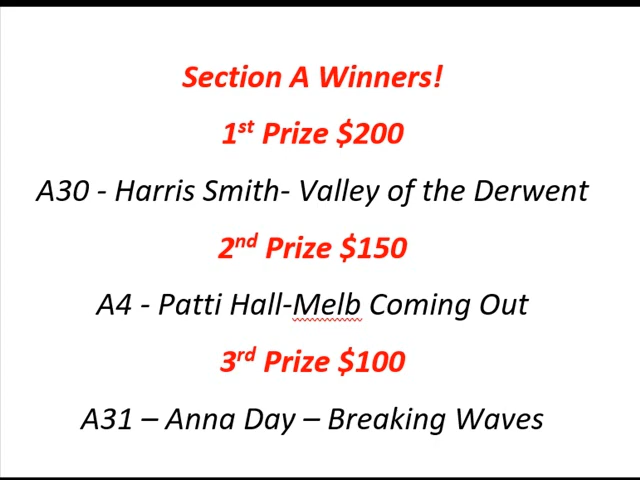 Section A Winners!
1st Prize $200
A30 - Harris Smith- Valley of the Derwent
2nd Prize $150
A4 - Patti Hall-Melb Coming Out
3rd Prize $100
A31 – Anna Day – Breaking Waves